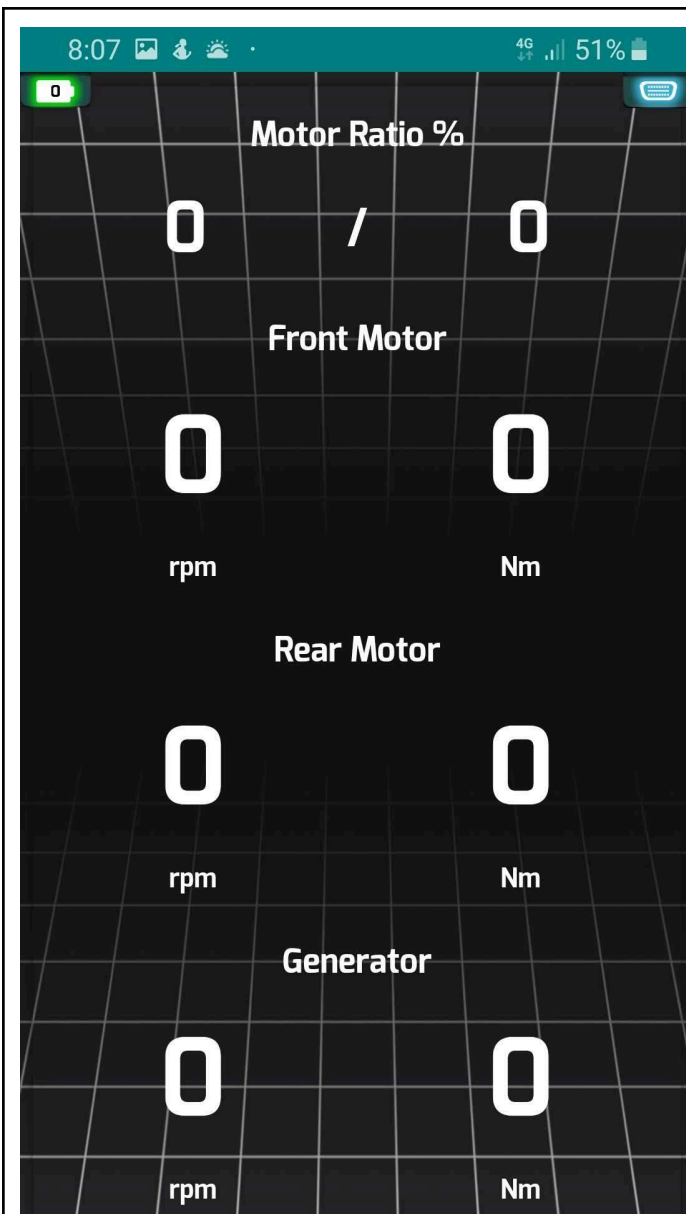 8:07 4G 51%
0
Motor Ratio %
0 / 0
Front Motor
0 0
rpm Nm
Rear Motor
0 0
rpm Nm
Generator
0 0
rpm Nm